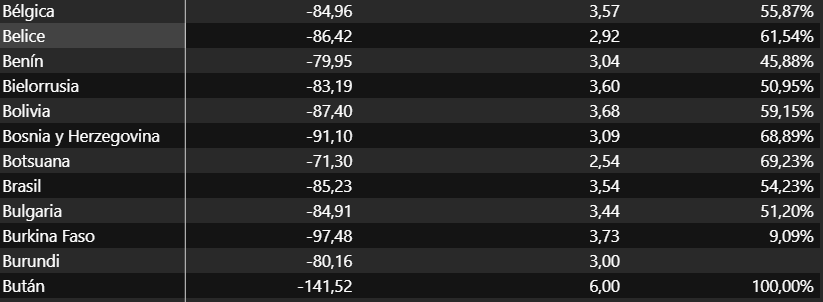 Bélgica -84,96 3,57 55,87%
Belice -86,42 2,92 61,54%
Benín -79,95 3,04 45,88%
Bielorrusia -83,19 3,60 50,95%
Bolivia -87,40 3,68 59,15%
Bosnia y Herzegovina -91,10 3,09 68,89%
Botsuana -71,30 2,54 69,23%
Brasil -85,23 3,54 54,23%
Bulgaria -84,91 3,44 51,20%
Burkina Faso -97,48 3,73 9,09%
Burundi -80,16 3,00
Bután -141,52 6,00 100,00%